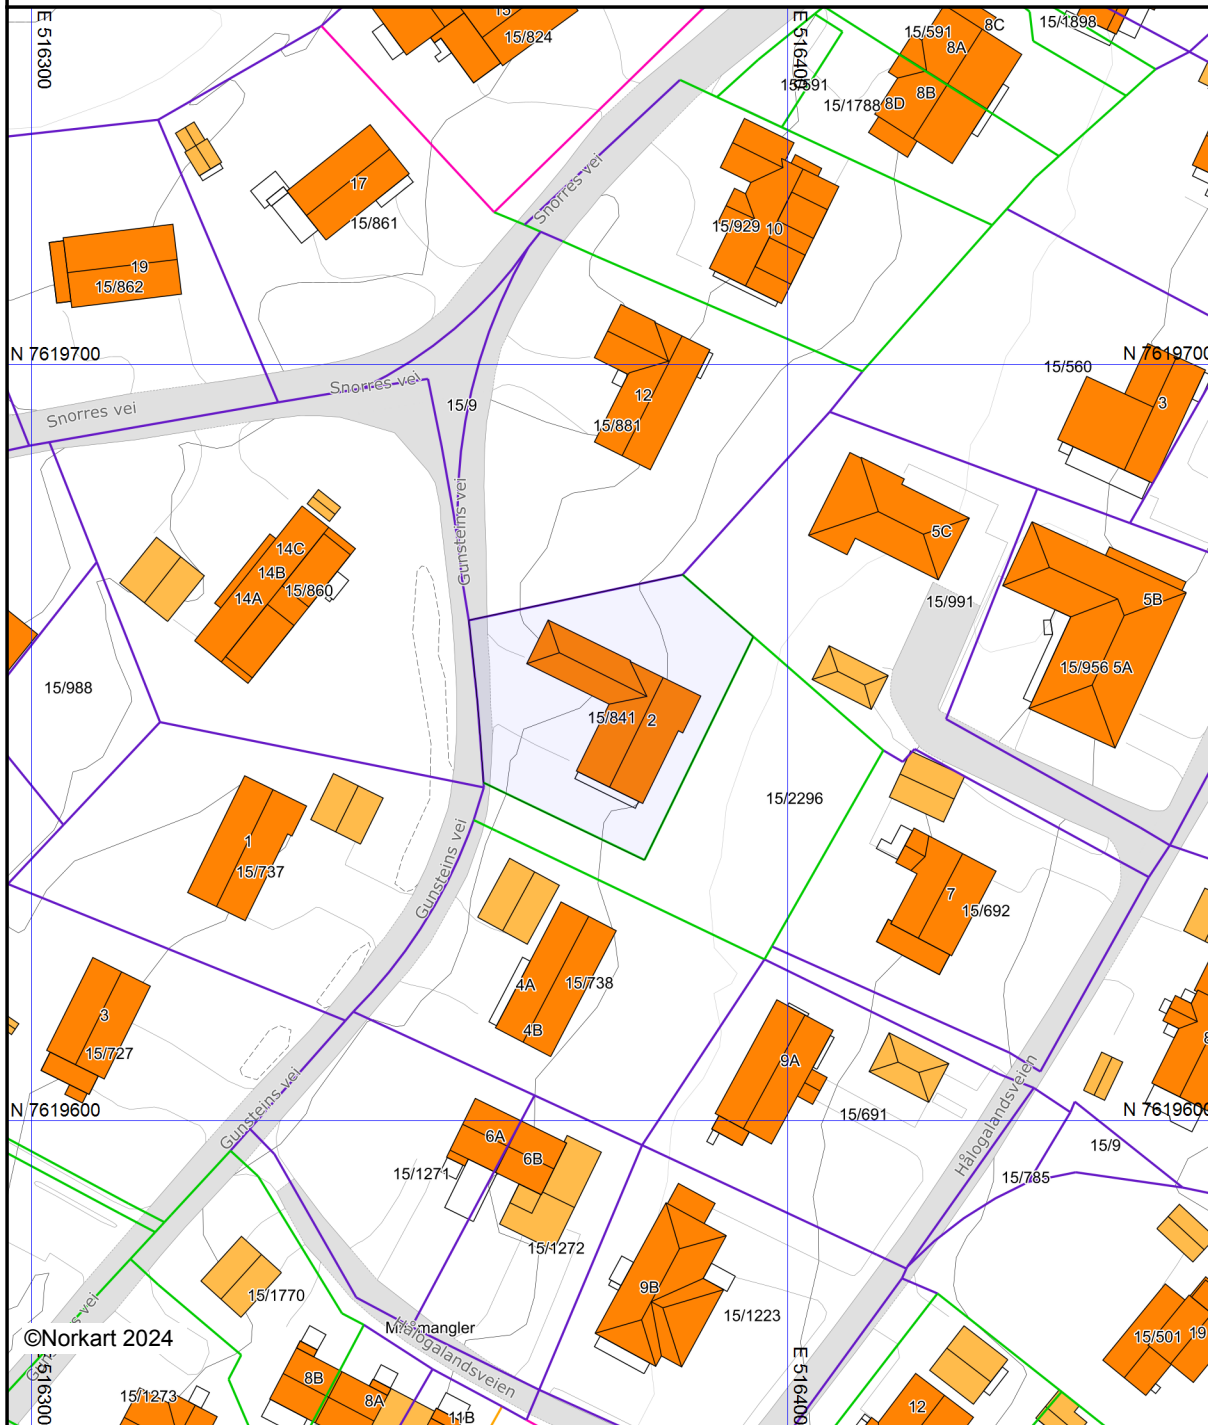 E 516300
E 516400
15
15/824
15/591
8C
8A
15/1898
15/591
8B
15/1788
8D
17
15/861
Snorres vei
15/929
10
19
15/862
N 7619700
N 7619700
Snorres vei
Snorres vei
15/9
12
15/881
15/560
3
Gunsteins vei
5C
14C
14B
14A
15/860
15/991
5B
15/956
5A
15/988
15/841
2
15/2296
1
15/737
Gunsteins vei
7
15/692
4A
15/738
4B
3
15/727
9A
8
N 7619600
N 7619600
15/691
Gunsteins vei
6A
6B
15/1271
15/9
15/785
Hålogalandsveien
15/1272
9B
15/1770
15/1223
©Norkart 2024
15/501
19
Hålogalandsveien
8B
8A
15/1273
11B
12
E 516300
E 516400